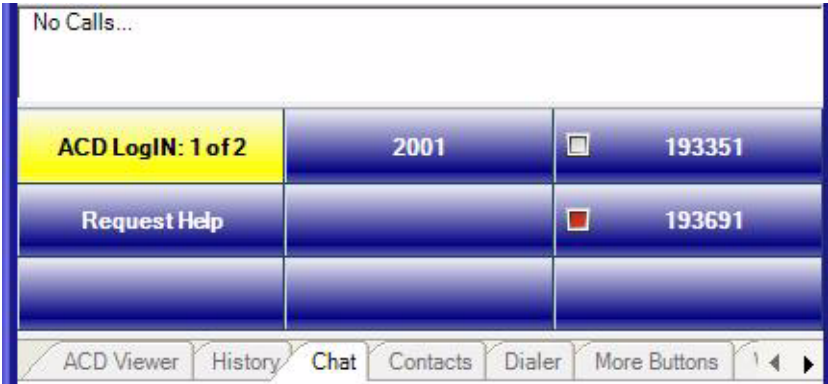 No Calls...
ACD LogIN: 1 of 2 2001 193351
Request Help 193691
ACD Viewer History Chat Contacts Dialer More Buttons